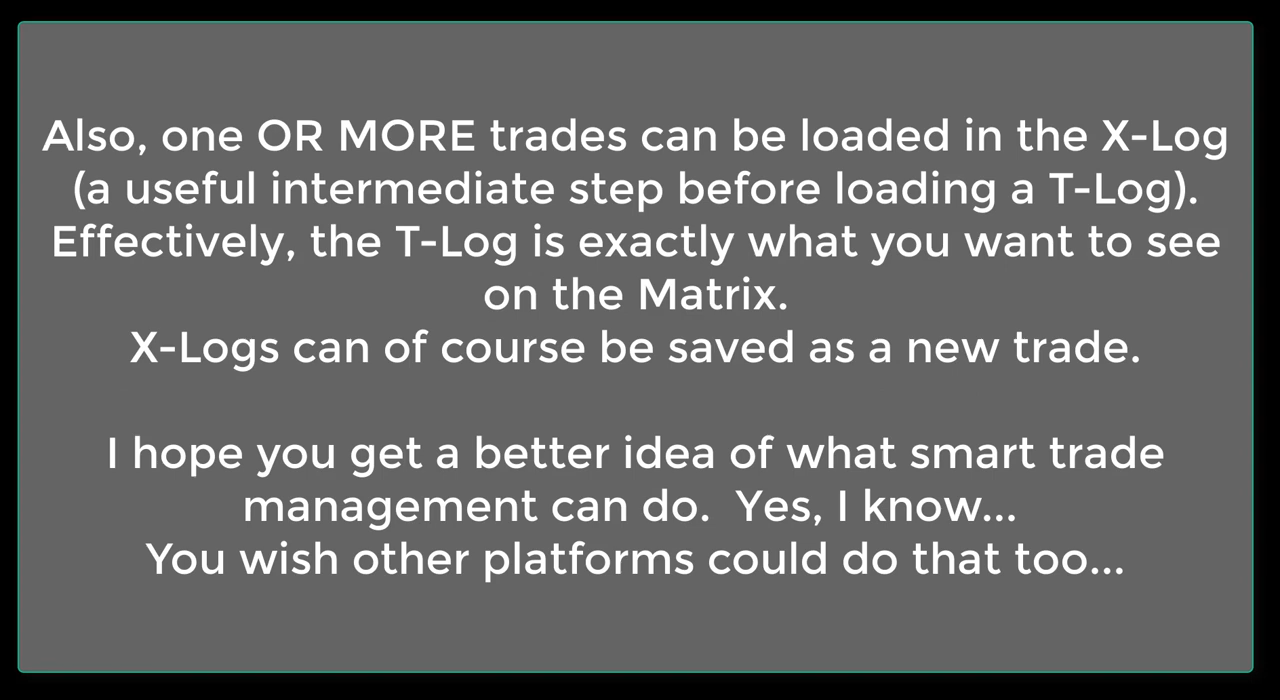 Also, one OR MORE trades can be loaded in the X-Log
(a useful intermediate step before loading a T-Log).
Effectively, the T-Log is exactly what you want to see
on the Matrix.
X-Logs can of course be saved as a new trade.
I hope you get a better idea of what smart trade
management can do.  Yes, I know...
You wish other platforms could do that too...